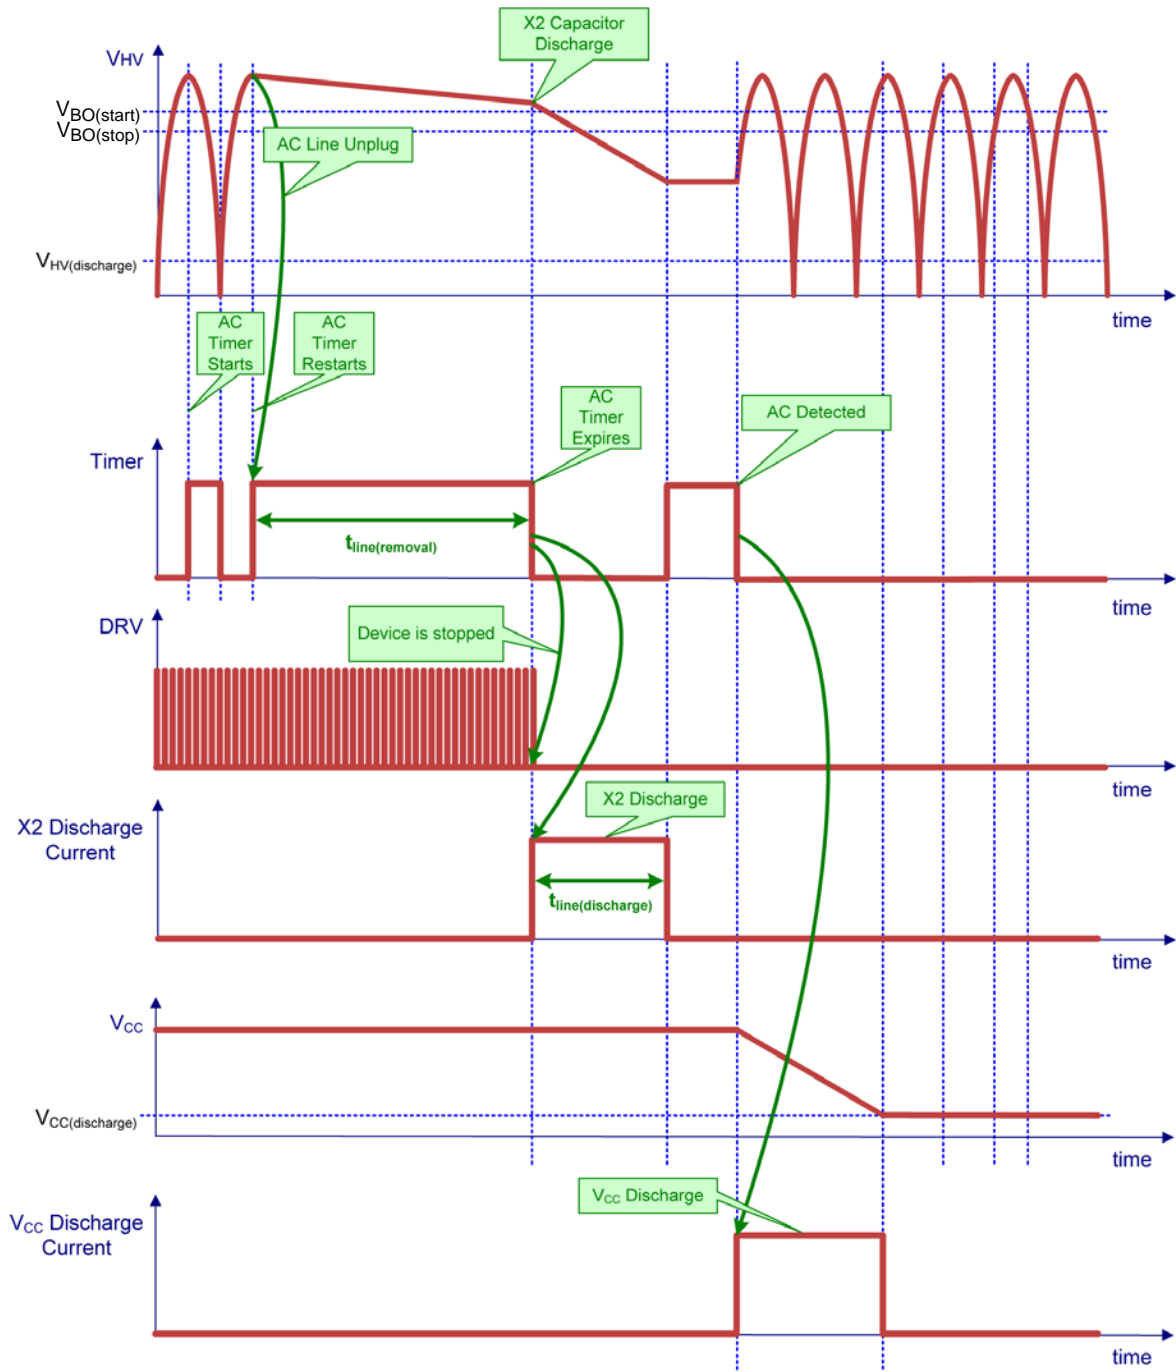 X2 Capacitor
Discharge
VHV
VBO(start)
VBO(stop)
AC Line Unplug
VHV(discharge)
time
AC
Timer
Starts
AC
Timer
Restarts
AC
Timer
Expires
AC Detected
Timer
tline(removal)
time
DRV
Device is stopped
time
X2 Discharge
X2 Discharge
Current
tline(discharge)
time
VCC
VCC(discharge)
time
VCC Discharge
VCC Discharge
Current
time